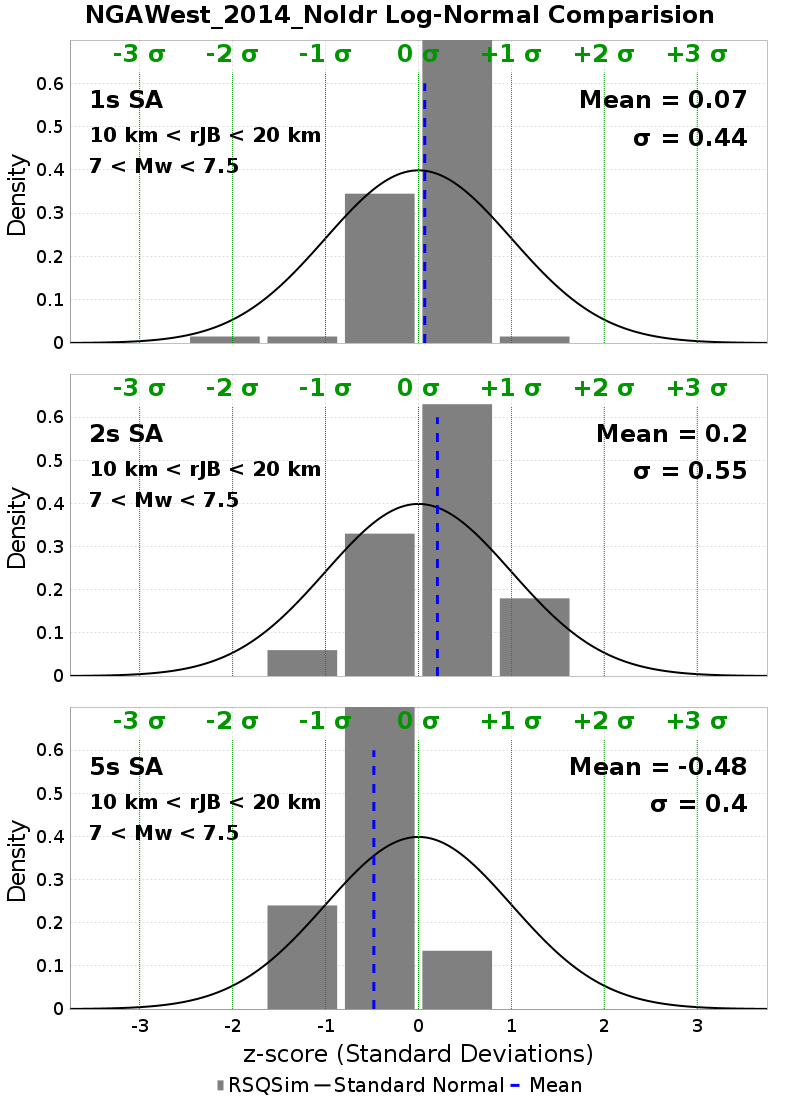 NGAWest_2014_NoIdr Log-Normal Comparision
-3 σ -2 σ -1 σ 0 σ +1 σ +2 σ +3 σ
1s SA Mean = 0.07
10 km < rJB < 20 km σ = 0.44
7 < Mw < 7.5
Density
0.6
0.5
0.4
0.3
0.2
0.1
0
-3 σ -2 σ -1 σ 0 σ +1 σ +2 σ +3 σ
2s SA Mean = 0.2
10 km < rJB < 20 km σ = 0.55
7 < Mw < 7.5
Density
0.6
0.5
0.4
0.3
0.2
0.1
0
-3 σ -2 σ -1 σ 0 σ +1 σ +2 σ +3 σ
5s SA Mean = -0.48
10 km < rJB < 20 km σ = 0.4
7 < Mw < 7.5
Density
0.6
0.5
0.4
0.3
0.2
0.1
0
-3 -2 -1 0 1 2 3
z-score (Standard Deviations)
RSQSim Standard Normal Mean